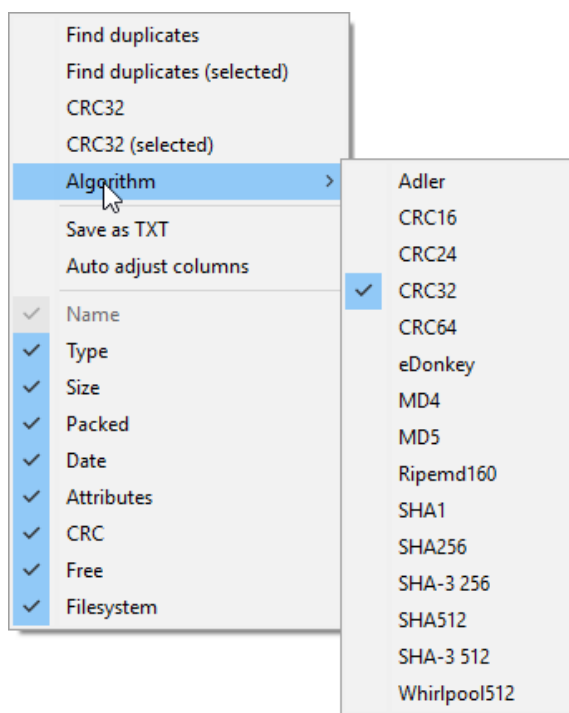 Find duplicates
Find duplicates (selected)
CRC32
CRC32 (selected)
Algorithm
Save as TXT
Auto adjust columns
Name
Type
Size
Packed
Date
Attributes
CRC
Free
Filesystem
Adler
CRC16
CRC24
CRC32
CRC64
eDonkey
MD4
MD5
Ripemd160
SHA1
SHA256
SHA-3 256
SHA512
SHA-3 512
Whirlpool512